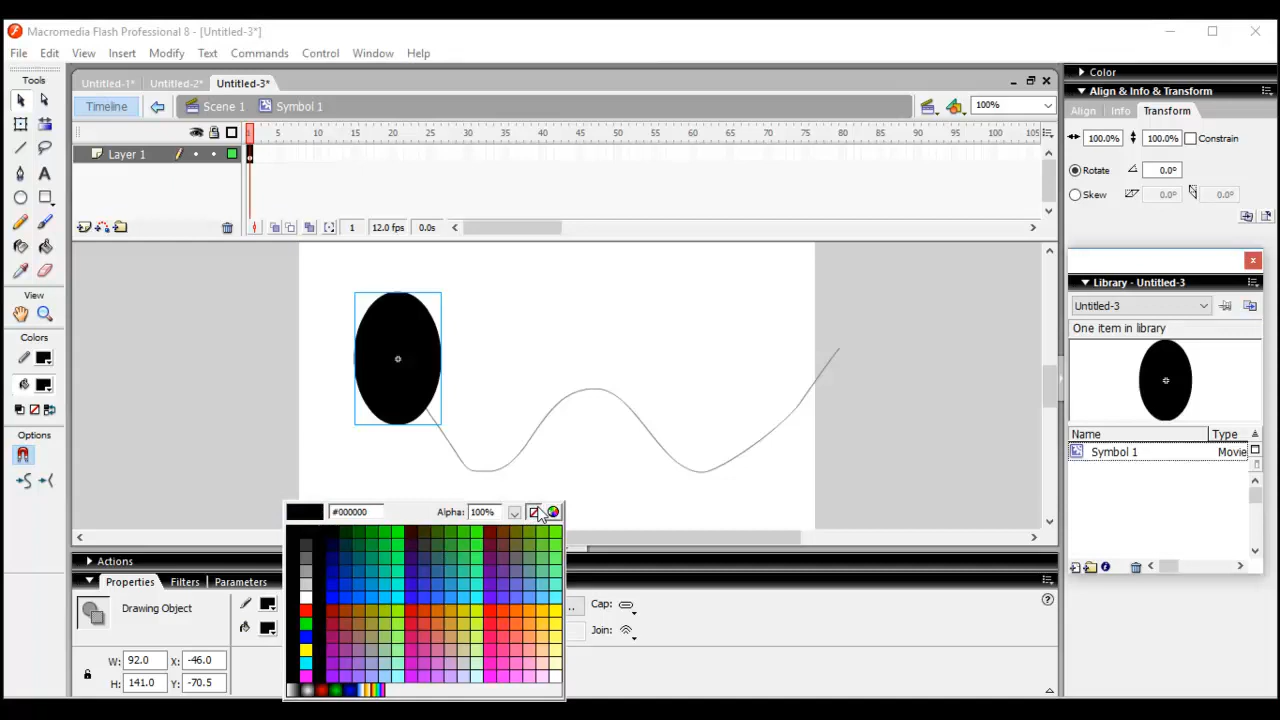 Macromedia Flash Professional 8 - [Untitled-3*]
File Edit View Insert Modify Text Commands Control Window Help
Tools
Untitled-1* Untitled-2* Untitled-3*
Timeline Scene 1 Symbol 1 100%
1 5 10 15 20 25 30 35 40 45 50 55 60 65 70 75 80 85 90 95 100 105
Layer 1
1 12.0 fps 0.0s
View
Colors
Options
Color
Align & Info & Transform
Align Info Transform
100.0% 100.0% Constrain
Rotate 0.0°
Skew 0.0° 0.0°
Library - Untitled-3
Untitled-3
One item in library
Name Type
Symbol 1 Movie
#000000 Alpha: 100%
Actions
Properties Filters Parameters
Drawing Object
Cap:
Join:
W: 92.0 X: -46.0
H: 141.0 Y: -70.5